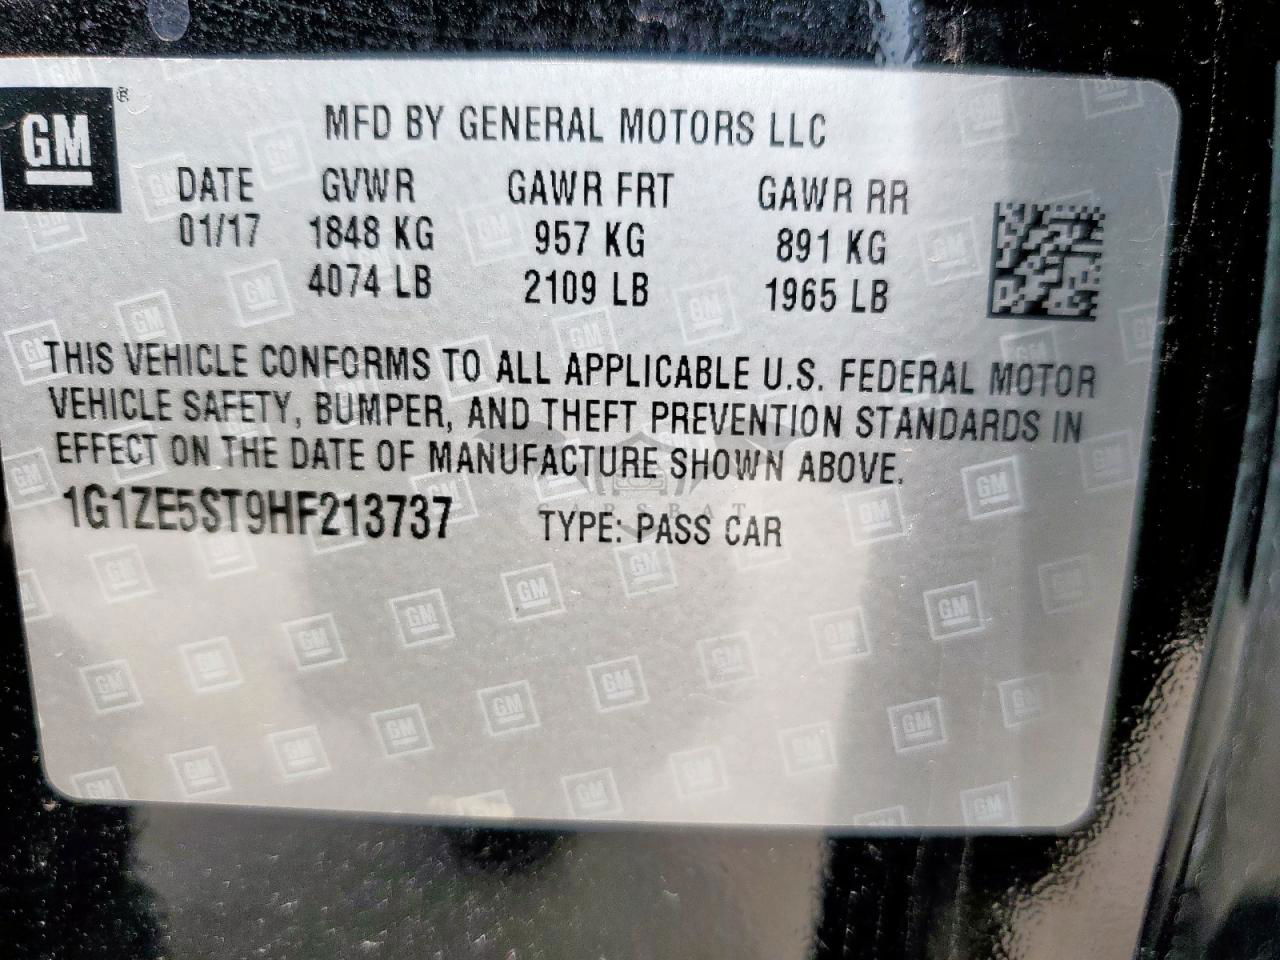 GM®
MFD BY GENERAL MOTORS LLC
DATE GVWR GAWR FRT GAWR RR
01/17 1848 KG 957 KG 891 KG
4074 LB 2109 LB 1965 LB
THIS VEHICLE CONFORMS TO ALL APPLICABLE U.S. FEDERAL MOTOR
VEHICLE SAFETY, BUMPER, AND THEFT PREVENTION STANDARDS IN
EFFECT ON THE DATE OF MANUFACTURE SHOWN ABOVE.
1G1ZE5ST9HF213737 TYPE: PASS CAR
CARSBAT